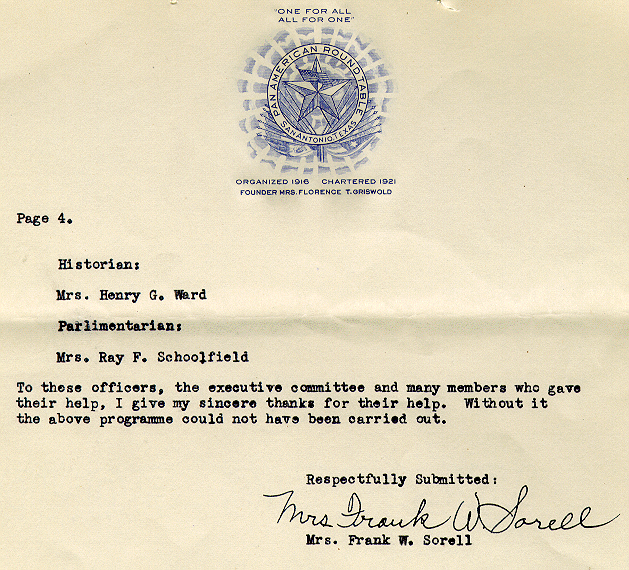 "ONE FOR ALL
ALL FOR ONE"
PAN AMERICAN ROUND TABLE
SAN ANTONIO, TEXAS
ORGANIZED 1916 CHARTERED 1921
FOUNDER MRS. FLORENCE T. GRISWOLD
Page 4.
Historian:
Mrs. Henry G. Ward
Parlimentarian:
Mrs. Ray F. Schoolfield
To these officers, the executive committee and many members who gave
their help, I give my sincere thanks for their help. Without it
the above programme could not have been carried out.
Respectfully Submitted:
Mrs Frank W. Sorell
Mrs. Frank W. Sorell